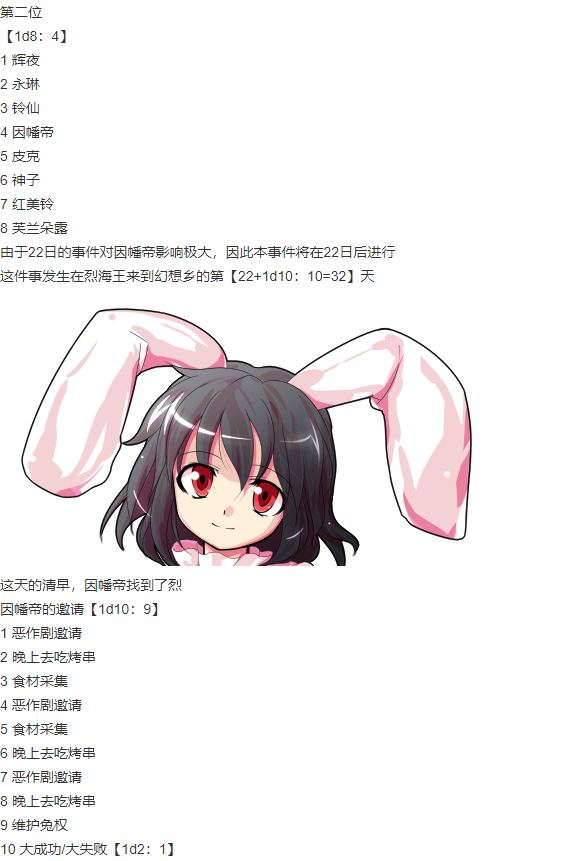 第二位
【1d8：4】
1 辉夜
2 永琳
3 铃仙
4 因幡帝
5 皮克
6 神子
7 红美铃
8 芙兰朵露
由于22日的事件对因幡帝影响极大，因此本事件将在22日后进行
这件事发生在烈海王来到幻想乡的第【22+1d10：10=32】天
这天的清早，因幡帝找到了烈
因幡帝的邀请【1d10：9】
1 恶作剧邀请
2 晚上去吃烤串
3 食材采集
4 恶作剧邀请
5 食材采集
6 晚上去吃烤串
7 恶作剧邀请
8 晚上去吃烤串
9 维护兔权
10 大成功/大失败【1d2：1】